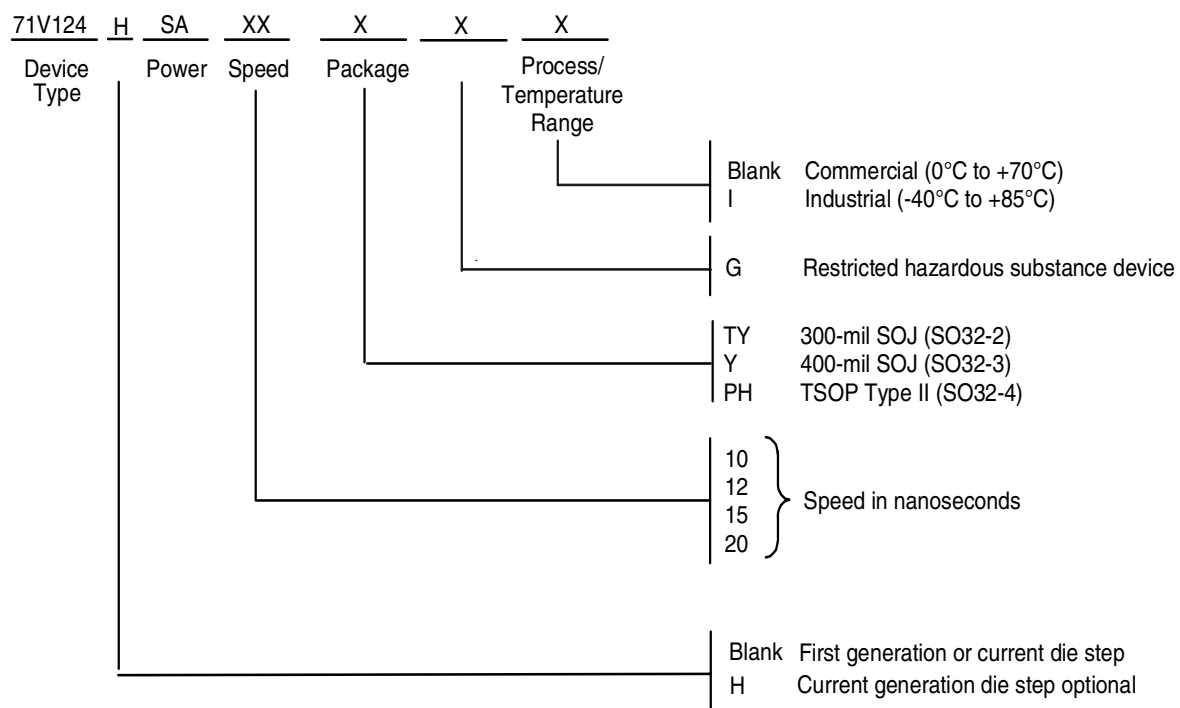 71V124 H SA XX X X X
Device Type
Power
Speed
Package
Process/
Temperature
Range
Blank Commercial (0°C to +70°C)
I Industrial (-40°C to +85°C)
G Restricted hazardous substance device
TY 300-mil SOJ (SO32-2)
Y 400-mil SOJ (SO32-3)
PH TSOP Type II (SO32-4)
10
12
15
20
Speed in nanoseconds
Blank First generation or current die step
H Current generation die step optional